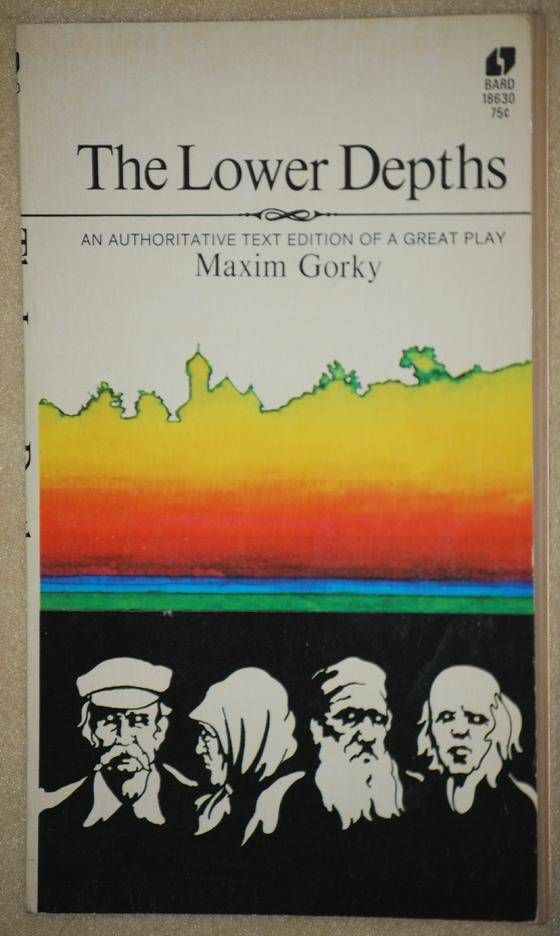 BARD
18630
75¢
The Lower Depths
AN AUTHORITATIVE TEXT EDITION OF A GREAT PLAY
Maxim Gorky